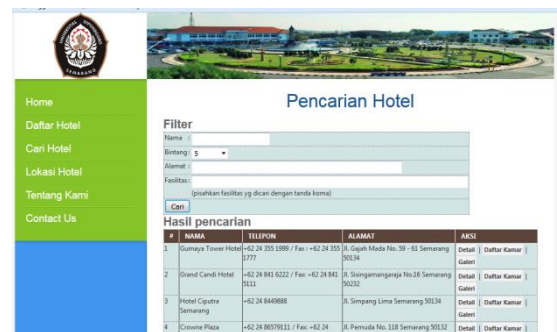 SEMARANG
Pencarian Hotel
Home
Daftar Hotel
Cari Hotel
Lokasi Hotel
Tentang Kami
Contact Us
Filter
Nama :
Bintang : 5
Alamat :
Fasilitas :
(pisahkan fasilitas yg dicari dengan tanda koma)
Cari
Hasil pencarian
# NAMA TELEPON ALAMAT AKSI
1 Gumaya Tower Hotel +62 24 355 1999 / Fax : +62 24 355 Jl. Gajah Mada No. 59 - 61 Semarang Detail | Daftar Kamar |
1777 50134 Galeri
2 Grand Candi Hotel +62 24 841 6222 / Fax: +62 24 841 Jl. Sisingamangaraja No.16 Semarang Detail | Daftar Kamar |
5111 50232 Galeri
3 Hotel Ciputra +62 24 8449888 Jl. Simpang Lima Semarang 50134 Detail | Daftar Kamar |
Semarang Galeri
4 Crowne Plaza +62 24 86579111 / Fax: +62 24 Jl. Pemuda No. 118 Semarang 50132 Detail | Daftar Kamar |